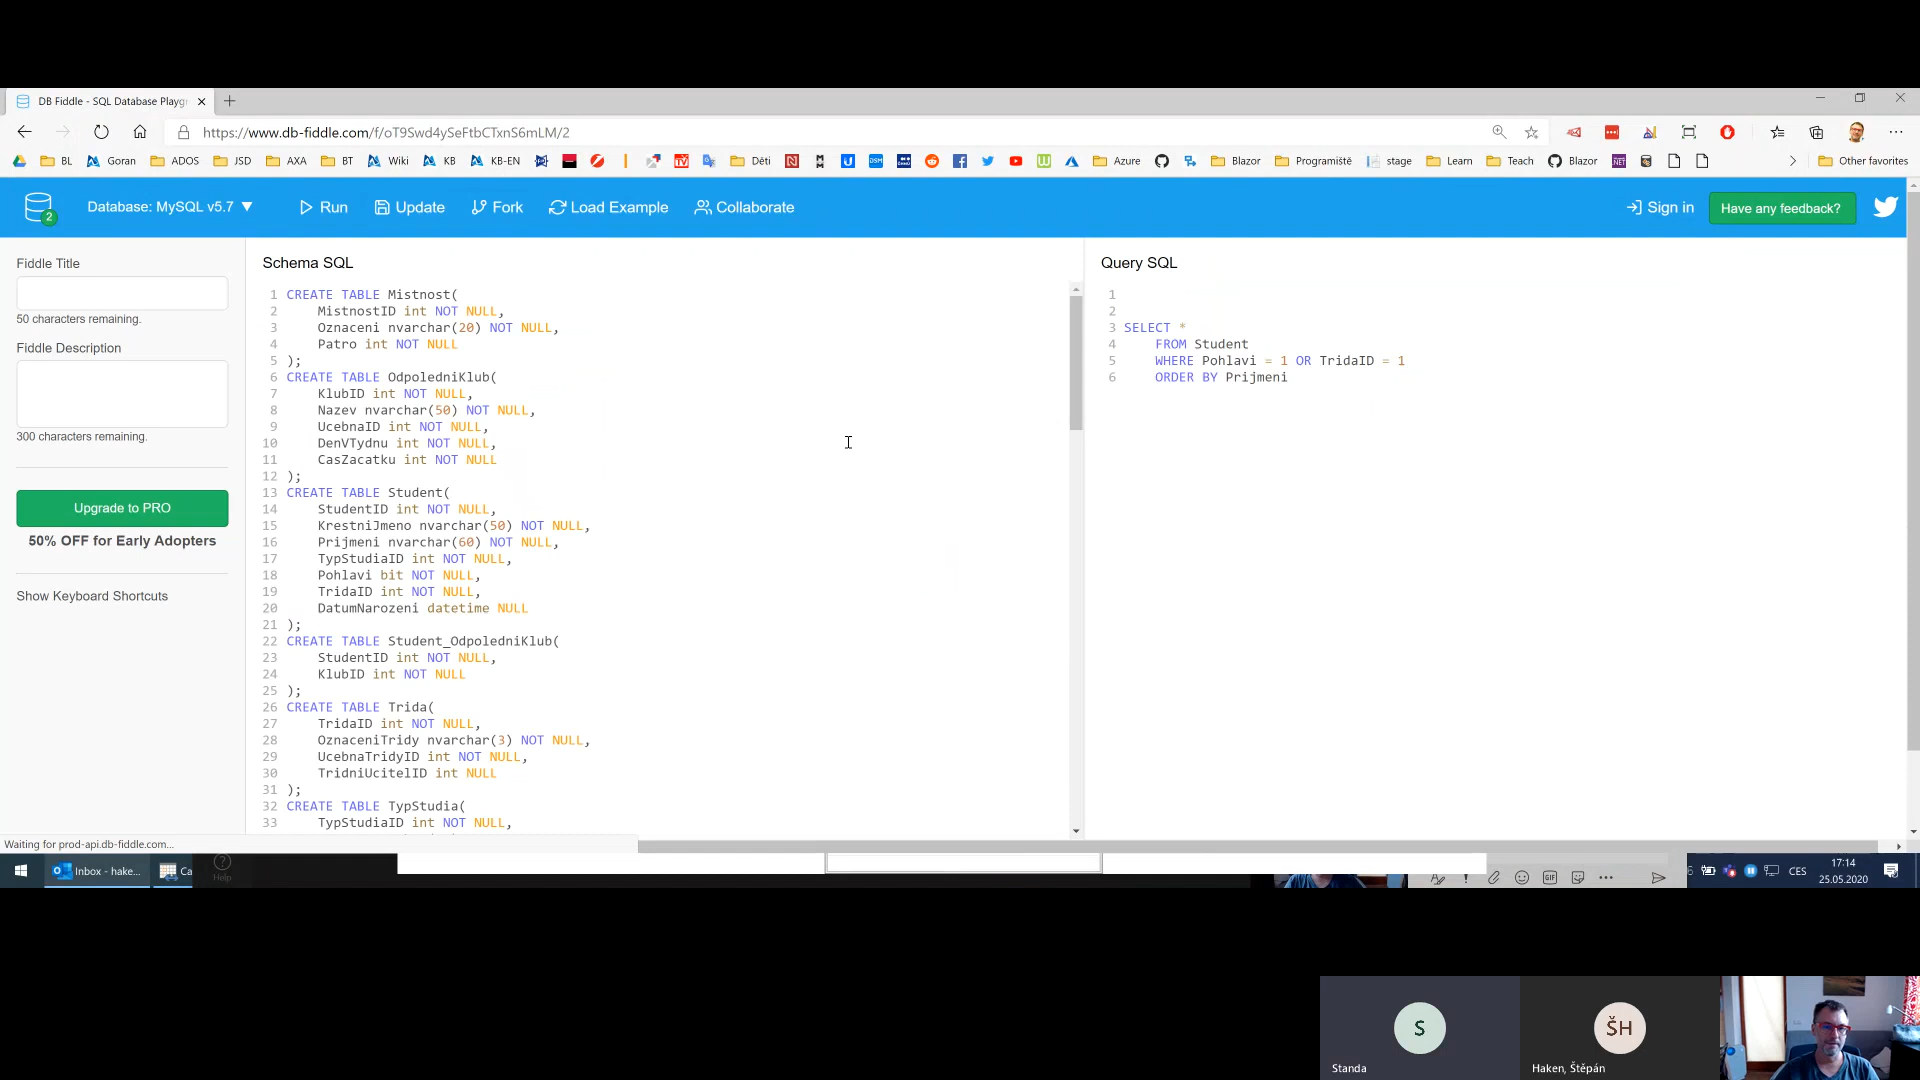 DB Fiddle - SQL Database Playg
https://www.db-fiddle.com/f/oT9Swd4ySeFtbCTxnS6mLM/2
BL
Goran
ADOS
JSD
AXA
BT
Wiki
KB
KB-EN
Děti
Azure
Blazor
Programiště
stage
Learn
Teach
Blazor
Other favorites
2
Database: MySQL v5.7 ▼
Run
Update
Fork
Load Example
Collaborate
Sign in
Have any feedback?
Fiddle Title
50 characters remaining.
Fiddle Description
300 characters remaining.
Upgrade to PRO
50% OFF for Early Adopters
Show Keyboard Shortcuts
Schema SQL
1 CREATE TABLE Mistnost(
2 MistnostID int NOT NULL,
3 Oznaceni nvarchar(20) NOT NULL,
4 Patro int NOT NULL
5 );
6 CREATE TABLE OdpoledniKlub(
7 KlubID int NOT NULL,
8 Nazev nvarchar(50) NOT NULL,
9 UcebnaID int NOT NULL,
10 DenVTydnu int NOT NULL,
11 CasZacatku int NOT NULL
12 );
13 CREATE TABLE Student(
14 StudentID int NOT NULL,
15 KrestniJmeno nvarchar(50) NOT NULL,
16 Prijmeni nvarchar(60) NOT NULL,
17 TypStudiaID int NOT NULL,
18 Pohlavi bit NOT NULL,
19 TridaID int NOT NULL,
20 DatumNarozeni datetime NULL
21 );
22 CREATE TABLE Student_OdpoledniKlub(
23 StudentID int NOT NULL,
24 KlubID int NOT NULL
25 );
26 CREATE TABLE Trida(
27 TridaID int NOT NULL,
28 OznaceniTridy nvarchar(3) NOT NULL,
29 UcebnaTridyID int NOT NULL,
30 TridniUcitelID int NULL
31 );
32 CREATE TABLE TypStudia(
33 TypStudiaID int NOT NULL,
Query SQL
1
2
3 SELECT *
4 FROM Student
5 WHERE Pohlavi = 1 OR TridaID = 1
6 ORDER BY Prijmeni
Waiting for prod-api.db-fiddle.com...
Inbox - hake...
Ca
Help
GIF
CES
17:14
25.05.2020
S
Standa
ŠH
Haken, Štěpán